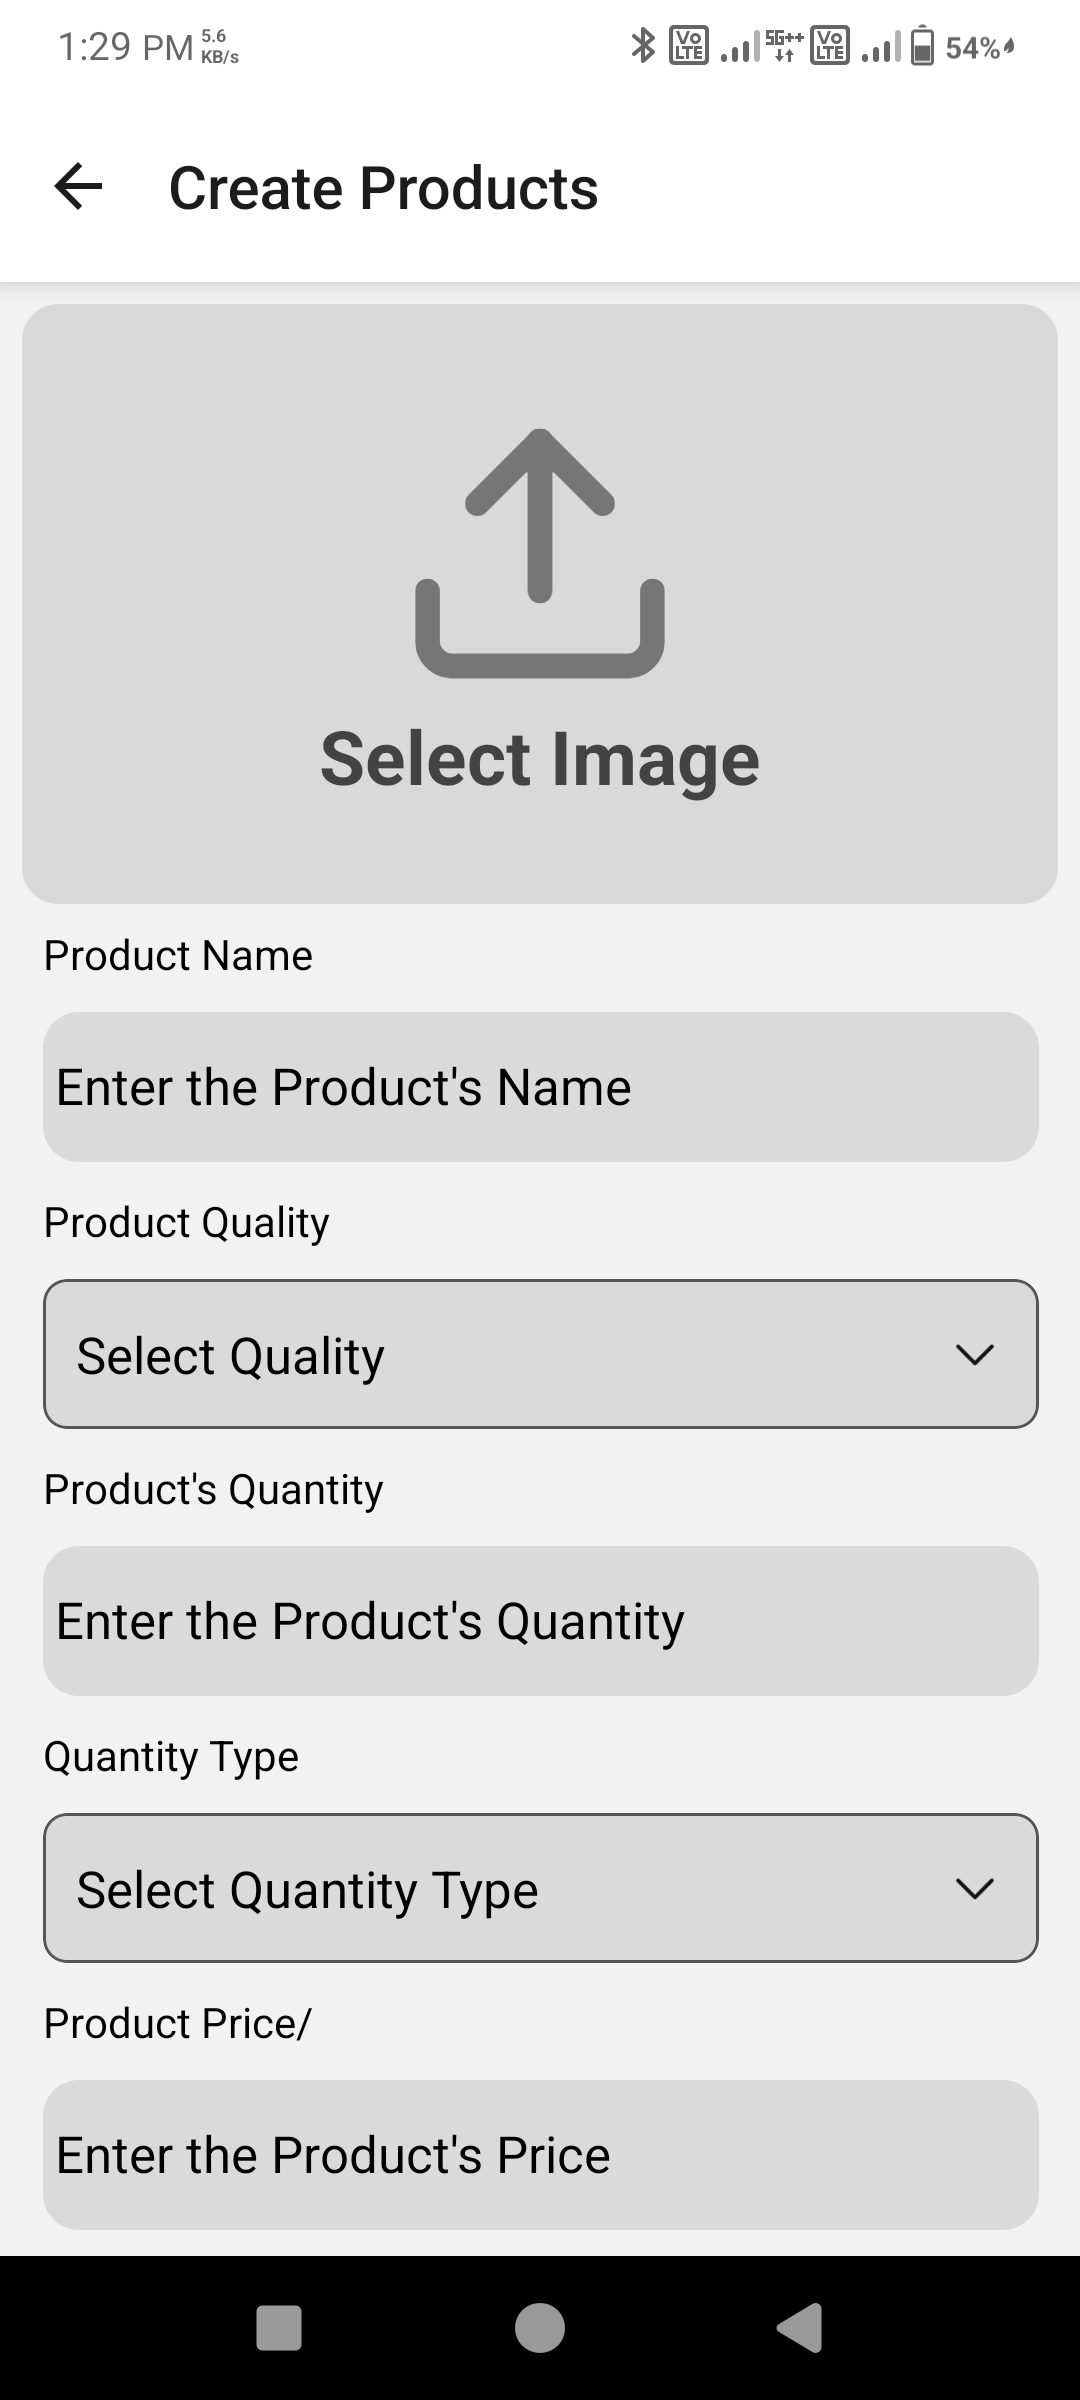 1:29 PM 5.6 KB/s Vo LTE 5G++ Vo LTE 54%
Create Products
Select Image
Product Name
Enter the Product's Name
Product Quality
Select Quality
Product's Quantity
Enter the Product's Quantity
Quantity Type
Select Quantity Type
Product Price/
Enter the Product's Price